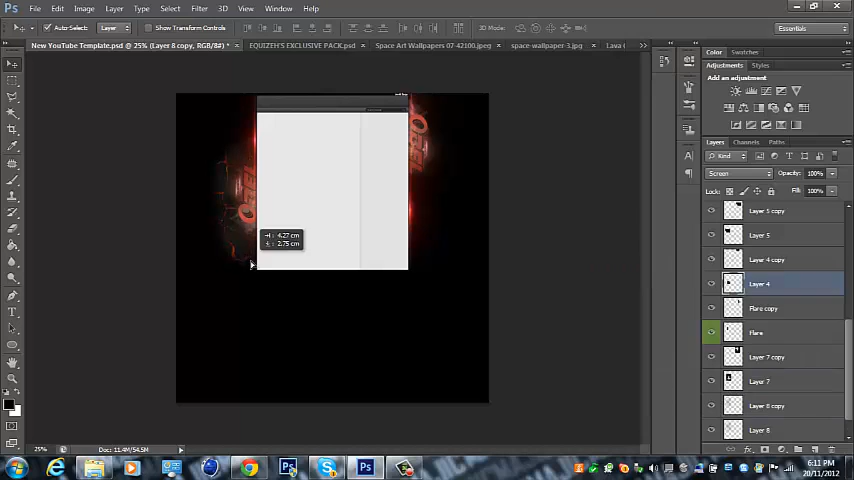 Ps File Edit Image Layer Type Select Filter 3D View Window Help
Auto-Select: Layer Show Transform Controls 3D Mode: Essentials
New YouTube Template.psd @ 25% (Layer 8 copy, RGB/8#) * × EQUIZEH'S EXCLUSIVE PACK.psd × Space Art Wallpapers 07-42100.jpeg × space-wallpaper-3.jpg × Lava (
Color Swatches
Adjustments Styles
Add an adjustment
Layers Channels Paths
Kind
Screen Opacity: 100%
Lock: Fill: 100%
Layer 5 copy
Layer 5
Layer 4 copy
Layer 4
Flare copy
Flare
Layer 7 copy
Layer 7
Layer 8 copy
Layer 8
: 4.27 cm
: 2.75 cm
25% Doc: 11.4M/54.5M
6:11 PM
20/11/2012